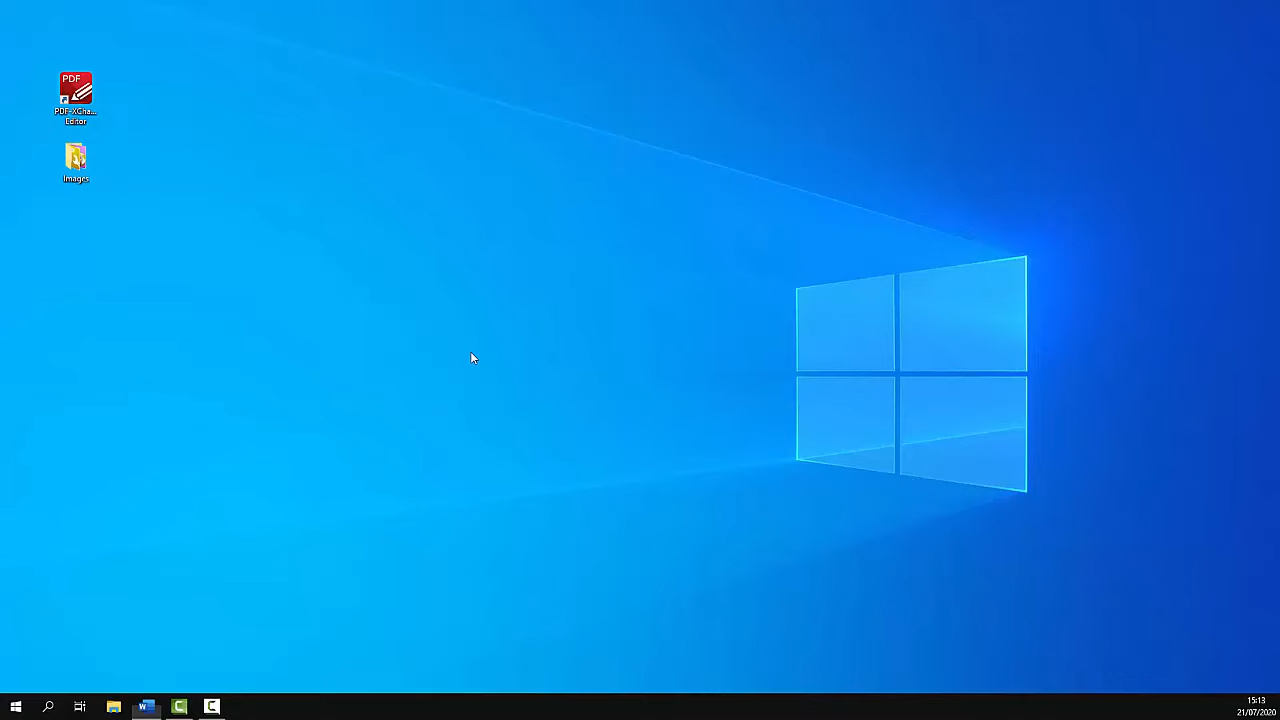 PDF
PDF-XCha...
Editor
Images
W
C
C
15:13
21/07/2020